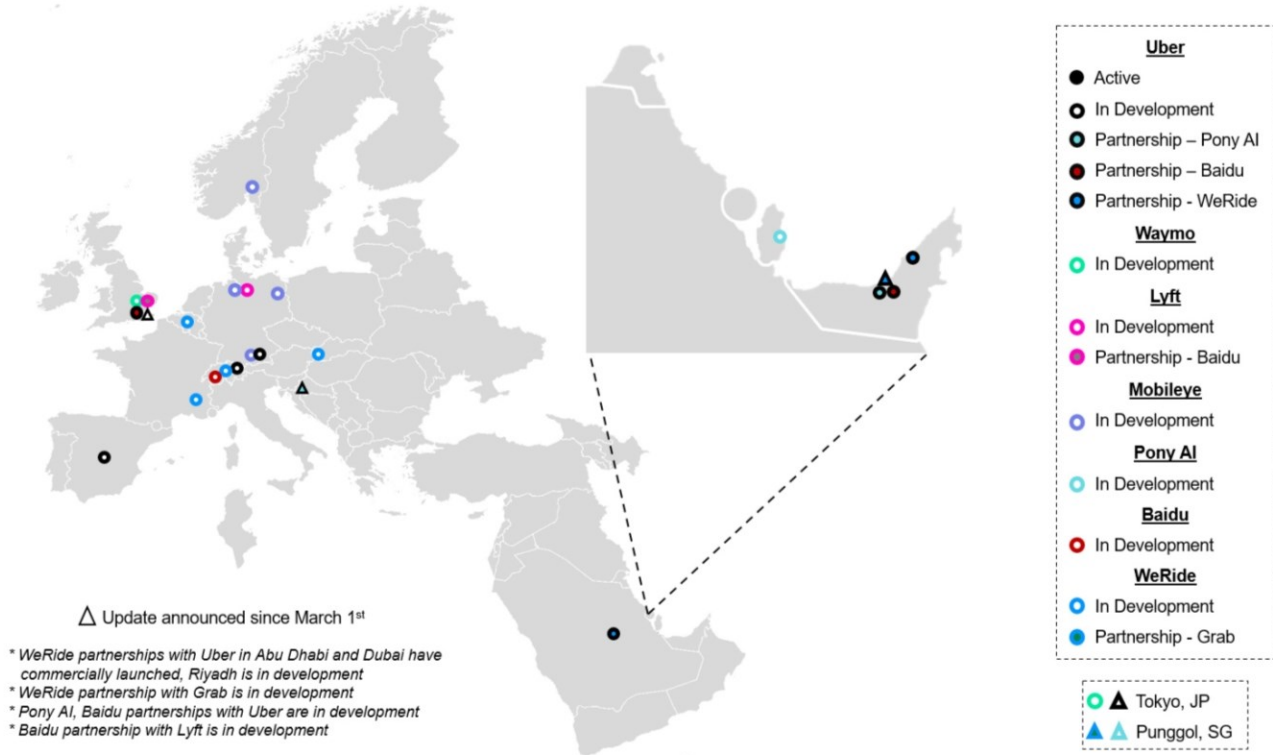 Uber
Active
In Development
Partnership – Pony AI
Partnership – Baidu
Partnership - WeRide
Waymo
In Development
Lyft
In Development
Partnership - Baidu
Mobileye
In Development
Pony AI
In Development
Baidu
In Development
WeRide
In Development
Partnership - Grab
Tokyo, JP
Punggol, SG
Update announced since March 1st
* WeRide partnerships with Uber in Abu Dhabi and Dubai have
commercially launched, Riyadh is in development
* WeRide partnership with Grab is in development
* Pony AI, Baidu partnerships with Uber are in development
* Baidu partnership with Lyft is in development